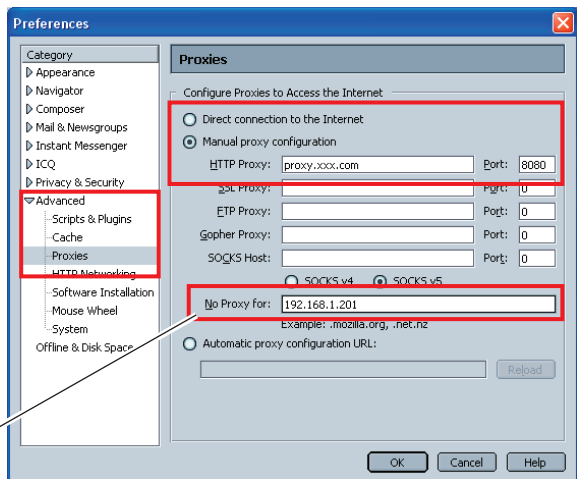 Preferences
Category
Appearance
Navigator
Composer
Mail & Newsgroups
Instant Messenger
ICQ
Privacy & Security
Advanced
Scripts & Plugins
Cache
Proxies
HTTP Networking
Software Installation
Mouse Wheel
System
Offline & Disk Space
Proxies
Configure Proxies to Access the Internet
Direct connection to the Internet
Manual proxy configuration
HTTP Proxy: proxy.xxx.com Port: 8080
SSL Proxy: Port: 0
FTP Proxy: Port: 0
Gopher Proxy: Port: 0
SOCKS Host: Port: 0
SOCKS v4 SOCKS v5
No Proxy for: 192.168.1.201
Example: .mozilla.org, .net.nz
Automatic proxy configuration URL:
Reload
OK Cancel Help